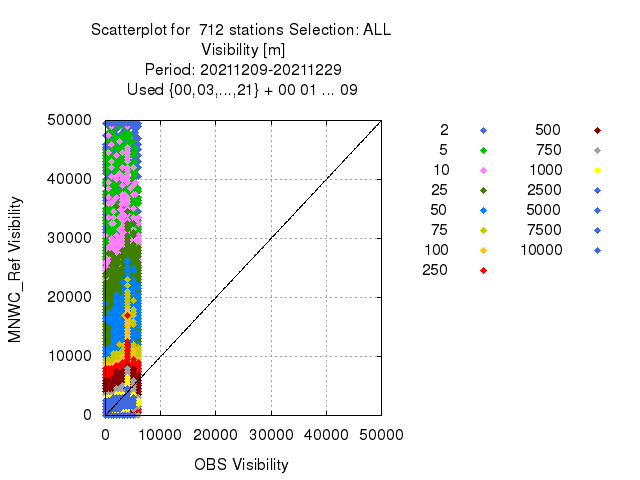 Scatterplot for 712 stations Selection: ALL
Visibility [m]
Period: 20211209-20211229
Used {00,03,...,21} + 00 01 ... 09
50000
40000
30000
20000
10000
0
MNWC_Ref Visibility
0 10000 20000 30000 40000 50000
OBS Visibility
2 500
5 750
10 1000
25 2500
50 5000
75 7500
100 10000
250